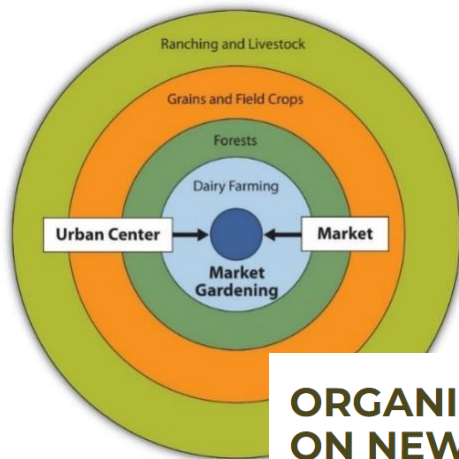 Ranching and Livestock
Grains and Field Crops
Forests
Dairy Farming
Urban Center
Market
Market
Gardening
ORGANI
ON NEW